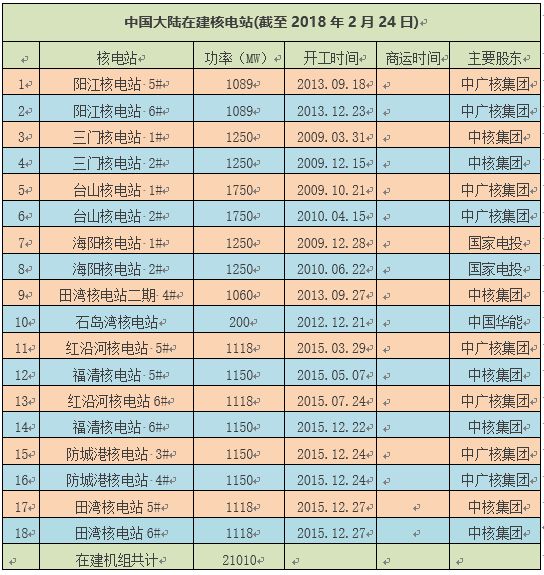 中国大陆在建核电站(截至 2018 年 2 月 24 日)
核电站 功率（MW） 开工时间 商运时间 主要股东
1 阳江核电站 5# 1089 2013.09.18 中广核集团
2 阳江核电站 6# 1089 2013.12.23 中广核集团
3 三门核电站 1# 1250 2009.03.31 中核集团
4 三门核电站 2# 1250 2009.12.15 中核集团
5 台山核电站 1# 1750 2009.10.21 中广核集团
6 台山核电站 2# 1750 2010.04.15 中广核集团
7 海阳核电站 1# 1250 2009.12.28 国家电投
8 海阳核电站 2# 1250 2010.06.22 国家电投
9 田湾核电站二期 4# 1060 2013.09.27 中核集团
10 石岛湾核电站 200 2012.12.21 中国华能
11 红沿河核电站 5# 1118 2015.03.29 中广核集团
12 福清核电站 5# 1150 2015.05.07 中核集团
13 红沿河核电站 6# 1118 2015.07.24 中广核集团
14 福清核电站 6# 1150 2015.12.22 中核集团
15 防城港核电站 3# 1150 2015.12.24 中广核集团
16 防城港核电站 4# 1150 2015.12.24 中广核集团
17 田湾核电站 5# 1118 2015.12.27 中核集团
18 田湾核电站 6# 1118 2015.12.27 中核集团
在建机组共计 21010